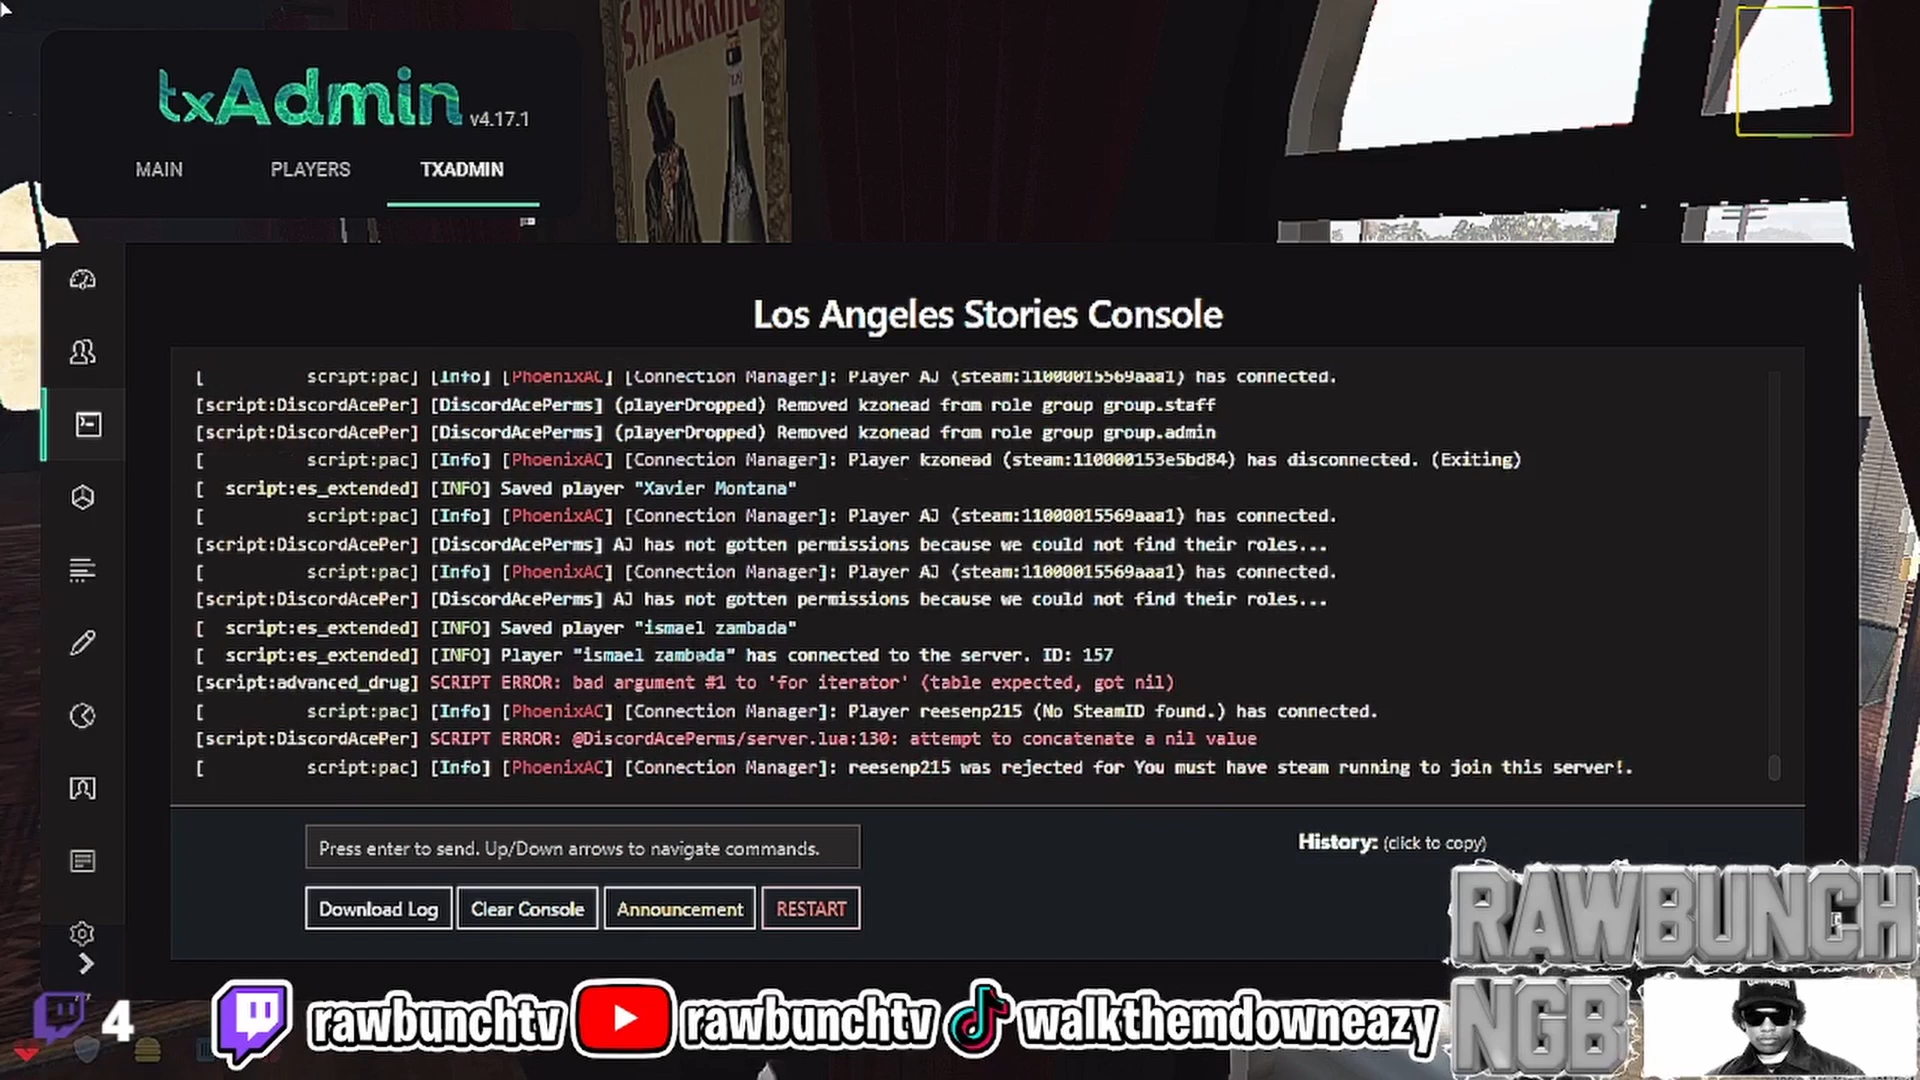 S.PELLEGRINO
txAdmin v4.17.1
MAIN PLAYERS TXADMIN
Los Angeles Stories Console
[ script:pac] [Info] [PhoenixAC] [Connection Manager]: Player AJ (steam:11000015569aaa1) has connected.
[script:DiscordAcePer] [DiscordAcePerms] (playerDropped) Removed kzonead from role group group.staff
[script:DiscordAcePer] [DiscordAcePerms] (playerDropped) Removed kzonead from role group group.admin
[ script:pac] [Info] [PhoenixAC] [Connection Manager]: Player kzonead (steam:110000153e5bd84) has disconnected. (Exiting)
[ script:es_extended] [INFO] Saved player "Xavier Montana"
[ script:pac] [Info] [PhoenixAC] [Connection Manager]: Player AJ (steam:11000015569aaa1) has connected.
[script:DiscordAcePer] [DiscordAcePerms] AJ has not gotten permissions because we could not find their roles...
[ script:pac] [Info] [PhoenixAC] [Connection Manager]: Player AJ (steam:11000015569aaa1) has connected.
[script:DiscordAcePer] [DiscordAcePerms] AJ has not gotten permissions because we could not find their roles...
[ script:es_extended] [INFO] Saved player "ismael zambada"
[ script:es_extended] [INFO] Player "ismael zambada" has connected to the server. ID: 157
[script:advanced_drug] SCRIPT ERROR: bad argument #1 to 'for iterator' (table expected, got nil)
[ script:pac] [Info] [PhoenixAC] [Connection Manager]: Player reesenp215 (No SteamID found.) has connected.
[script:DiscordAcePer] SCRIPT ERROR: @DiscordAcePerms/server.lua:130: attempt to concatenate a nil value
[ script:pac] [Info] [PhoenixAC] [Connection Manager]: reesenp215 was rejected for You must have steam running to join this server!.
Press enter to send. Up/Down arrows to navigate commands.
History: (click to copy)
Download Log Clear Console Announcement RESTART
RAWBUNCH
NGB
4 rawbunchtv rawbunchtv walkthemdowneazy